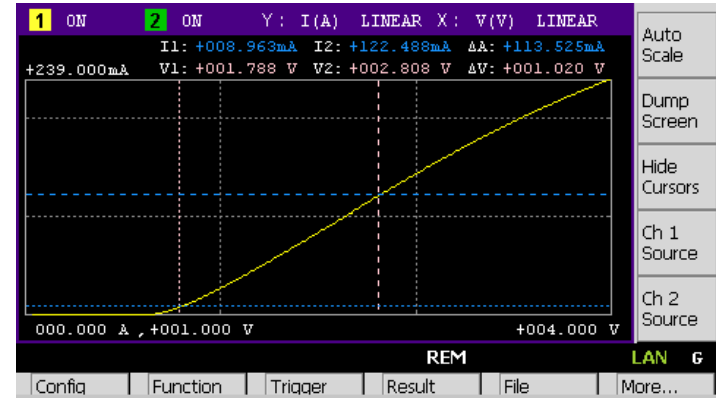 1 ON 2 ON Y: I(A) LINEAR X: V(V) LINEAR
I1: +008.963mA I2: +122.488mA ΔA: +113.525mA
+239.000mA V1: +001.788 V V2: +002.808 V ΔV: +001.020 V
000.000 A ,+001.000 V +004.000 V
Auto
Scale
Dump
Screen
Hide
Cursors
Ch 1
Source
Ch 2
Source
REM LAN G
Config Function Trigger Result File More...